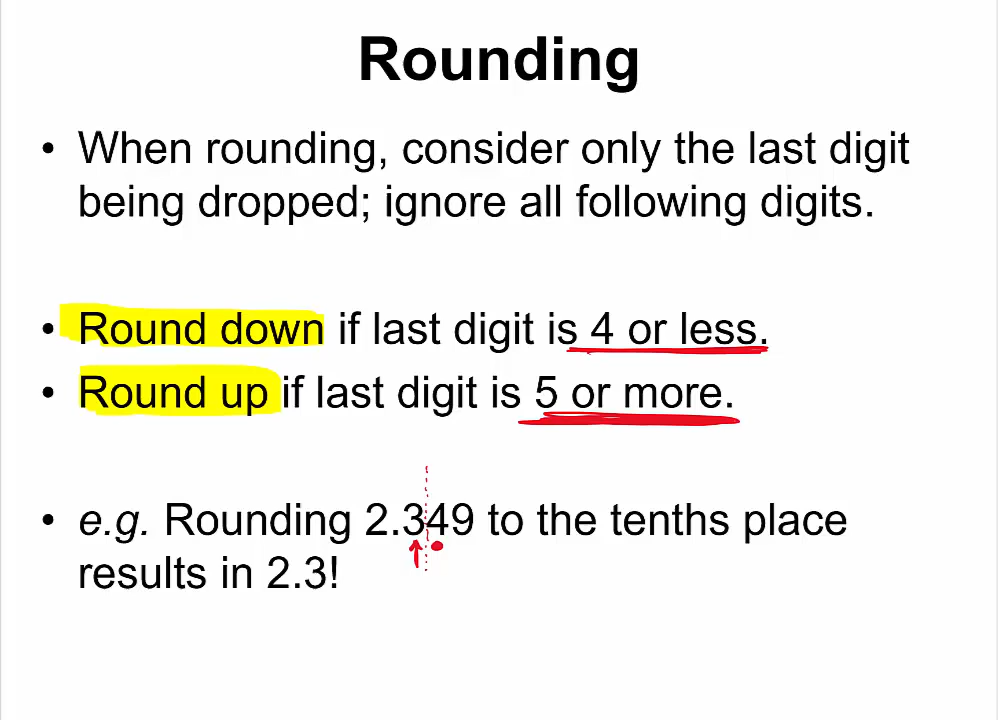 Rounding
• When rounding, consider only the last digit
being dropped; ignore all following digits.
• Round down if last digit is 4 or less.
• Round up if last digit is 5 or more.
• e.g. Rounding 2.349 to the tenths place
results in 2.3!